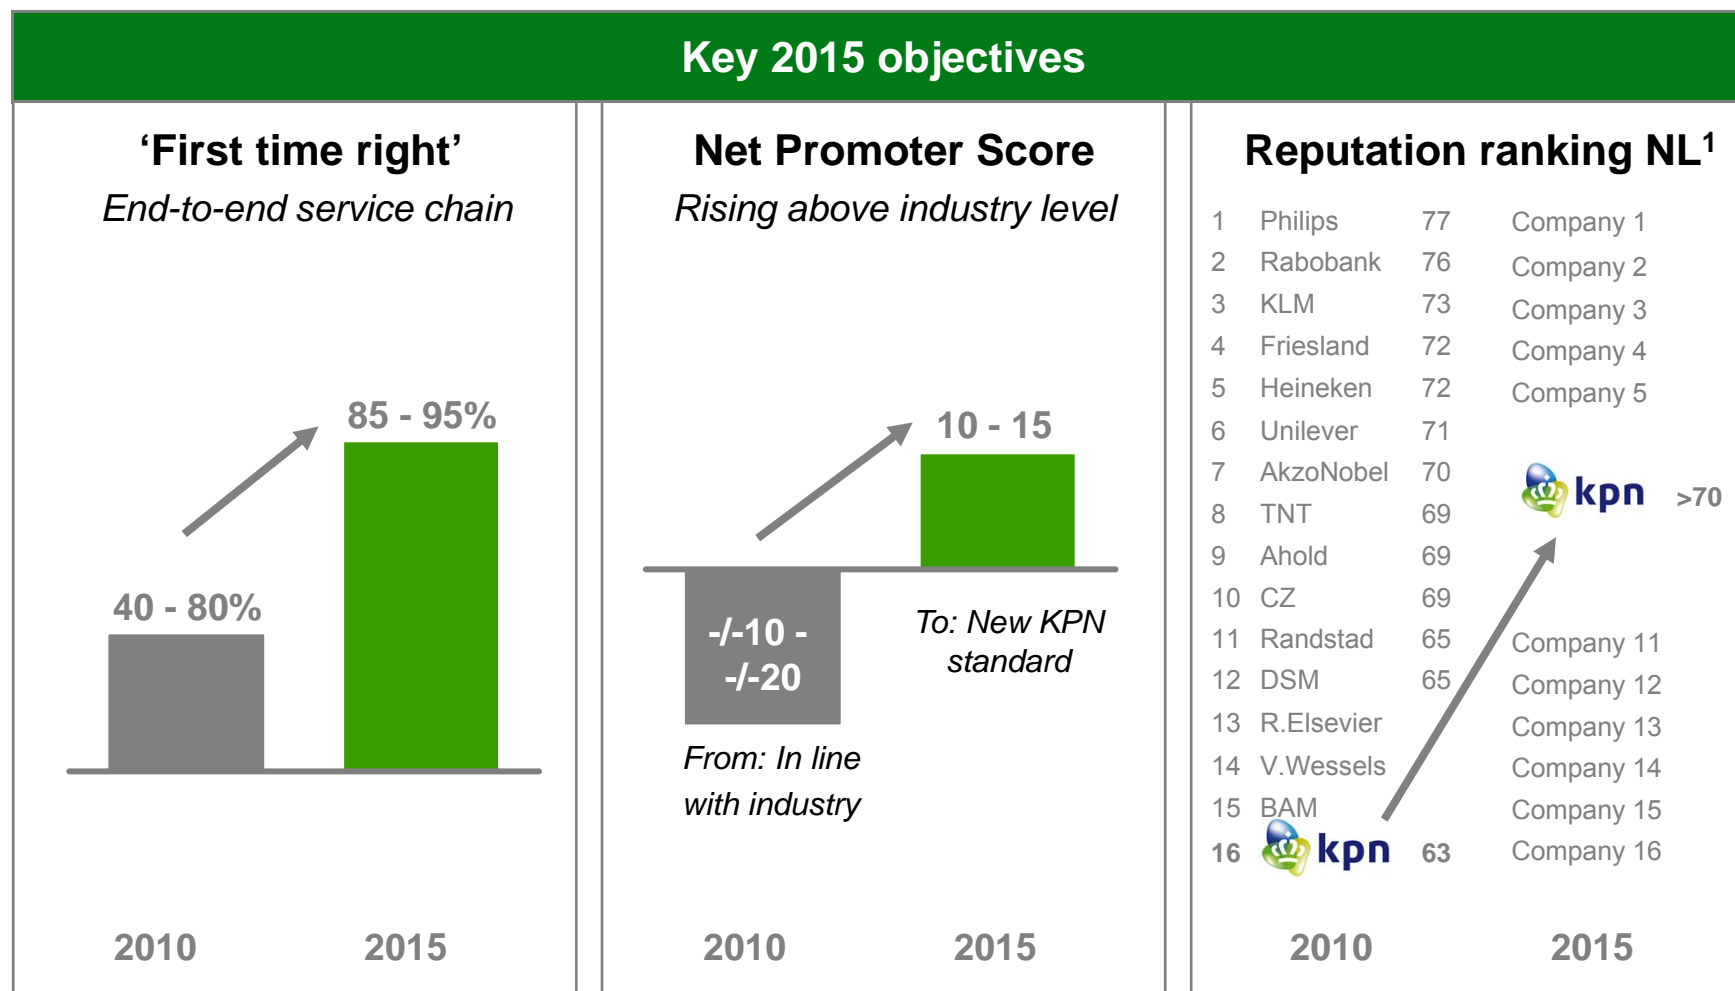 Key 2015 objectives
‘First time right’
End-to-end service chain
40 - 80%
85 - 95%
2010 2015
Net Promoter Score
Rising above industry level
10 - 15
-/-10 -
-/-20
To: New KPN
standard
From: In line
with industry
2010 2015
Reputation ranking NL1
1 Philips 77 Company 1
2 Rabobank 76 Company 2
3 KLM 73 Company 3
4 Friesland 72 Company 4
5 Heineken 72 Company 5
6 Unilever 71
7 AkzoNobel 70
kpn >70
8 TNT 69
9 Ahold 69
10 CZ 69
11 Randstad 65 Company 11
12 DSM 65 Company 12
13 R.Elsevier Company 13
14 V.Wessels Company 14
15 BAM Company 15
16 kpn 63 Company 16
2010 2015